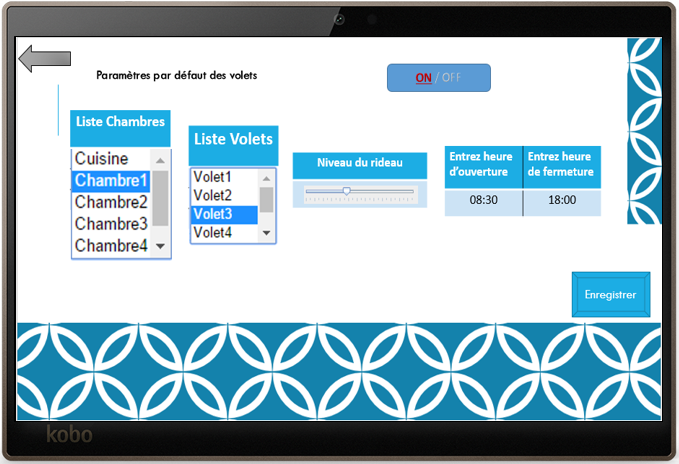 Paramètres par défaut des volets
ON / OFF
Liste Chambres
Cuisine
Chambre1
Chambre2
Chambre3
Chambre4
Liste Volets
Volet1
Volet2
Volet3
Volet4
Niveau du rideau
Entrez heure
d'ouverture
08:30
Entrez heure
de fermeture
18:00
Enregistrer
kobo